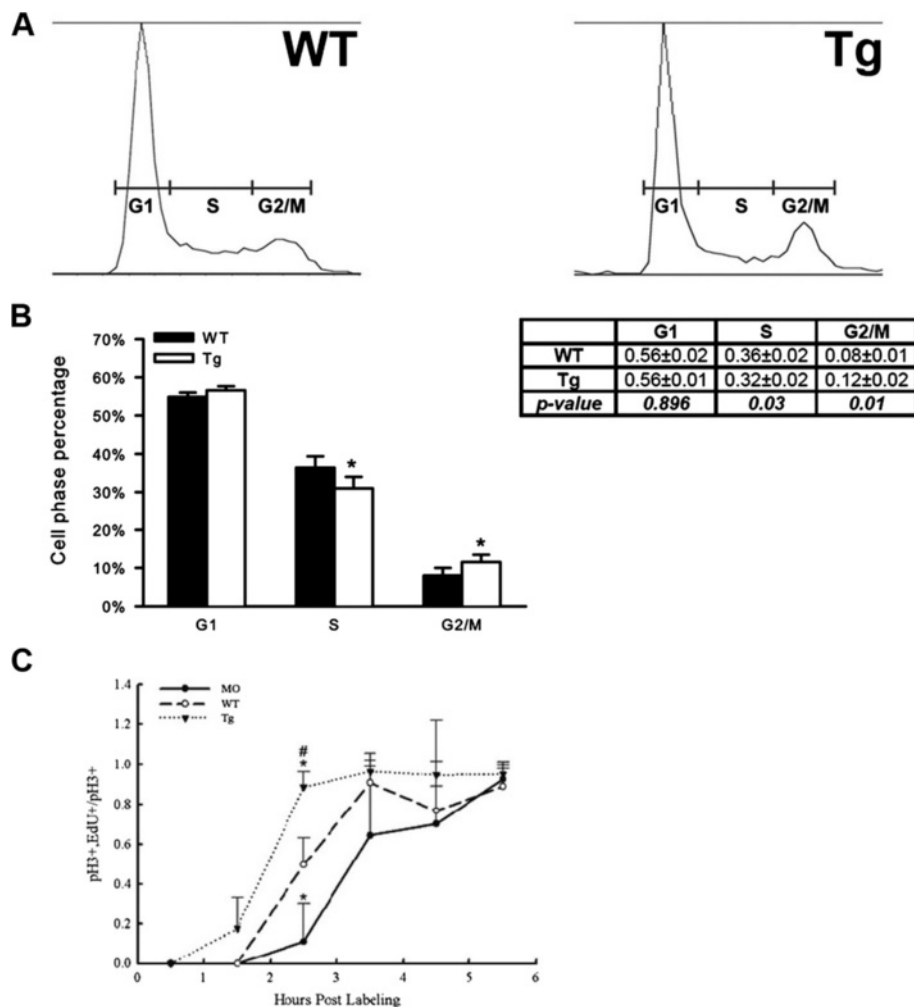 A
WT
Tg
G1 S G2/M
G1 S G2/M
B
70%
60%
50%
40%
30%
20%
10%
0%
Cell phase percentage
WT
Tg
*
*
G1 S G2/M
G1 S G2/M
WT 0.56±0.02 0.36±0.02 0.08±0.01
Tg 0.56±0.01 0.32±0.02 0.12±0.02
p-value 0.896 0.03 0.01
C
1.4
1.2
1.0
0.8
0.6
0.4
0.2
0.0
pH3+,EdU+/pH3+
MO
WT
Tg
#
*
*
0 1 2 3 4 5 6
Hours Post Labeling